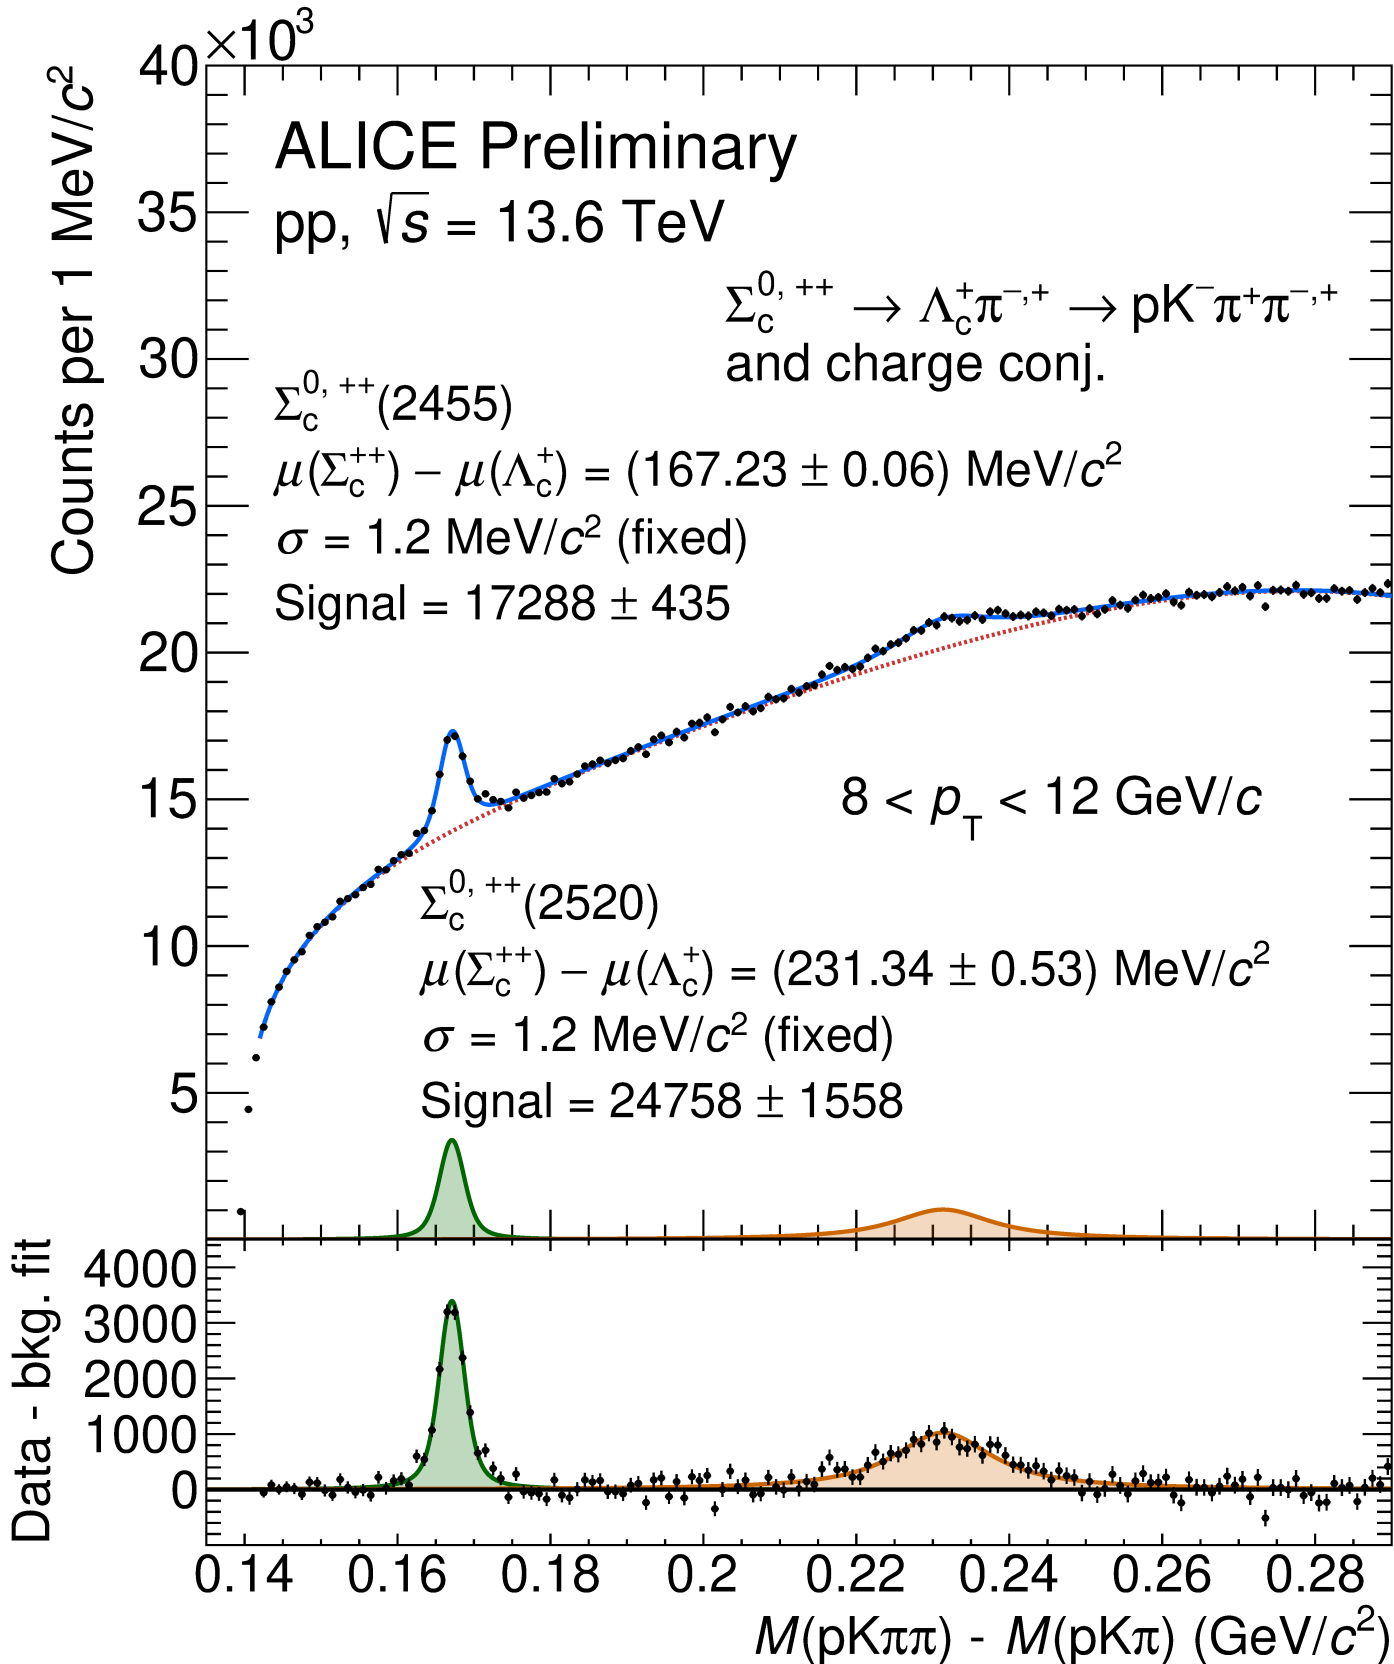 ×10³
40
35
30
25
20
15
10
5
Counts per 1 MeV/c²
ALICE Preliminary
pp, √s = 13.6 TeV
Σc⁰﹐⁺⁺ → Λc⁺π⁻﹐⁺ → pK⁻π⁺π⁻﹐⁺
and charge conj.
Σc⁰﹐⁺⁺(2455)
μ(Σc⁺⁺) − μ(Λc⁺) = (167.23 ± 0.06) MeV/c²
σ = 1.2 MeV/c² (fixed)
Signal = 17288 ± 435
8 < pT < 12 GeV/c
Σc⁰﹐⁺⁺(2520)
μ(Σc⁺⁺) − μ(Λc⁺) = (231.34 ± 0.53) MeV/c²
σ = 1.2 MeV/c² (fixed)
Signal = 24758 ± 1558
Data - bkg. fit
4000
3000
2000
1000
0
0.14 0.16 0.18 0.2 0.22 0.24 0.26 0.28
M(pKππ) - M(pKπ) (GeV/c²)